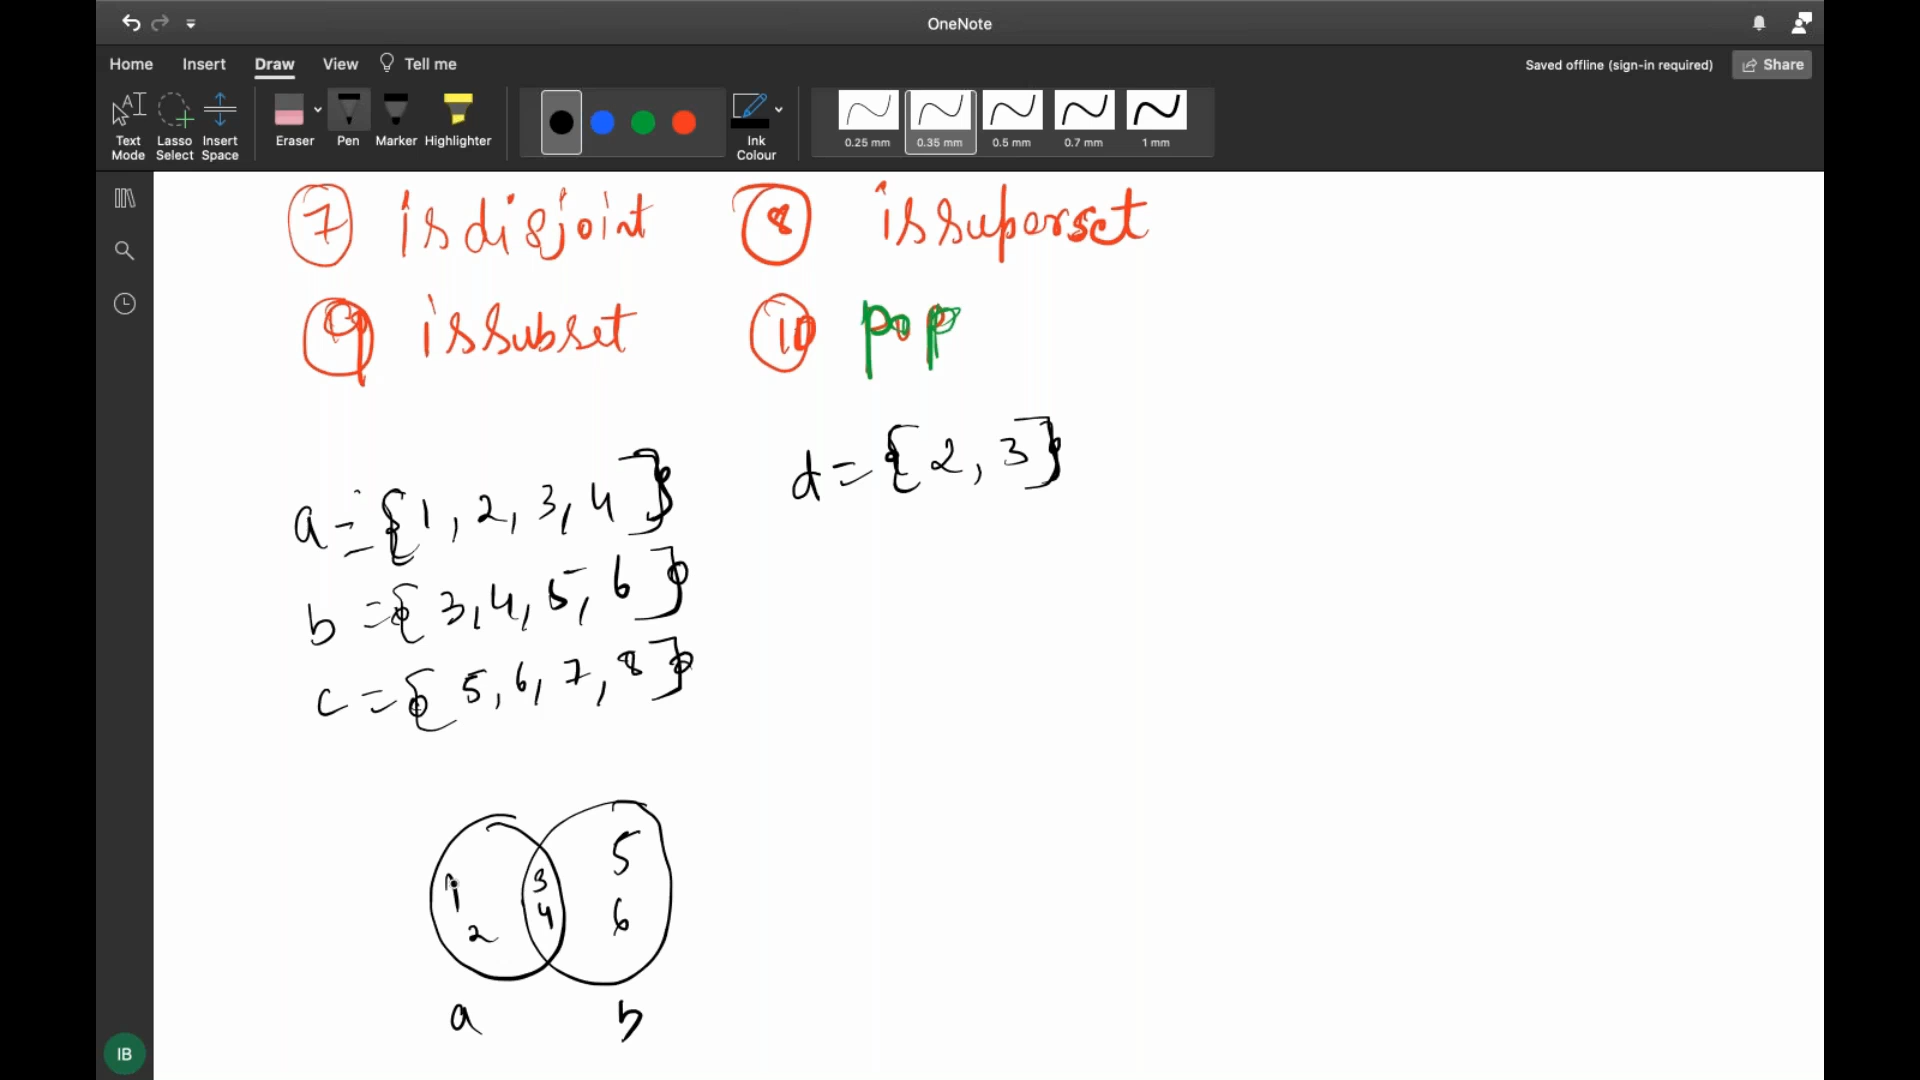 OneNote
Home Insert Draw View Tell me
Saved offline (sign-in required) Share
Text Mode
Lasso Select
Insert Space
Eraser
Pen
Marker
Highlighter
Ink Colour
0.25 mm
0.35 mm
0.5 mm
0.7 mm
1 mm
7 isdisjoint 8 issuperset
9 issubset 10 pop
a = {1, 2, 3, 4} d = {2, 3}
b = {3, 4, 5, 6}
c = {5, 6, 7, 8}
1 3 5
2 4 6
a b
IB